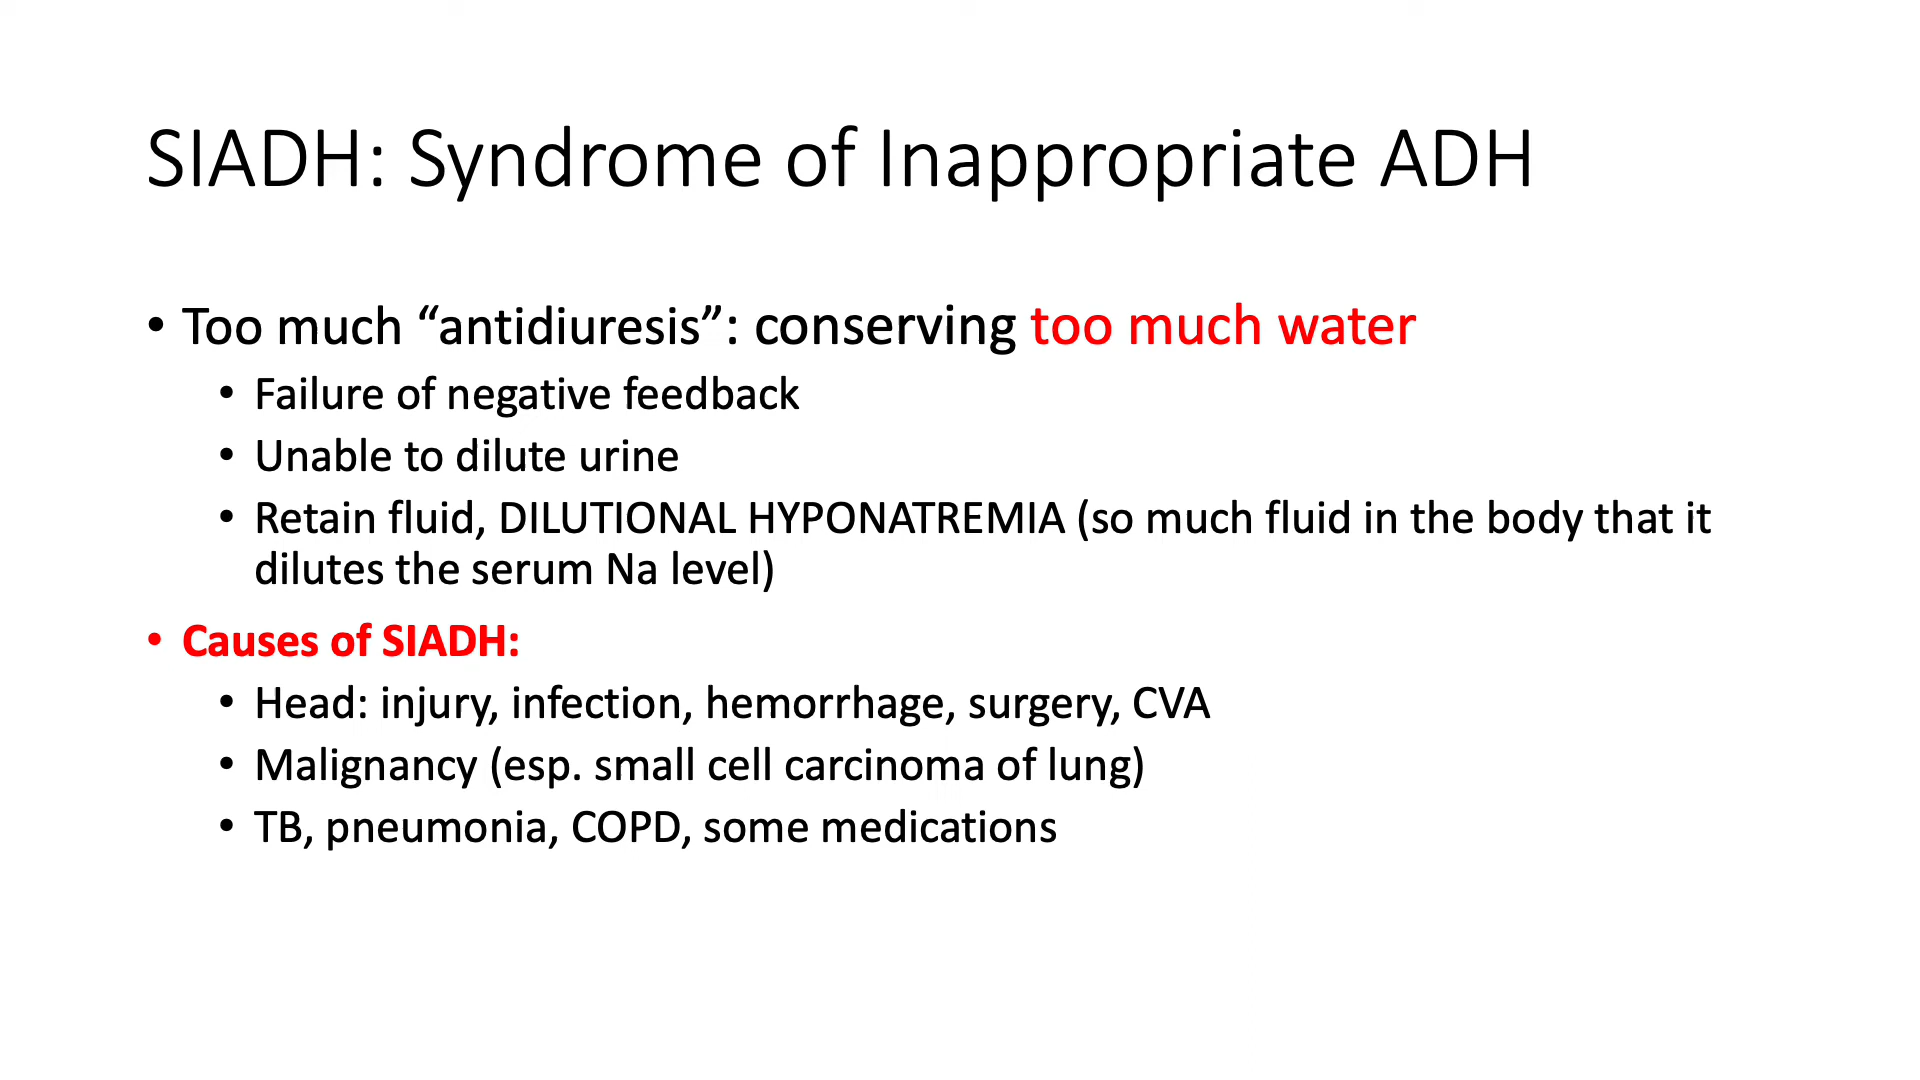 SIADH: Syndrome of Inappropriate ADH
• Too much “antidiuresis”: conserving too much water
• Failure of negative feedback
• Unable to dilute urine
• Retain fluid, DILUTIONAL HYPONATREMIA (so much fluid in the body that it
dilutes the serum Na level)
• Causes of SIADH:
• Head: injury, infection, hemorrhage, surgery, CVA
• Malignancy (esp. small cell carcinoma of lung)
• TB, pneumonia, COPD, some medications